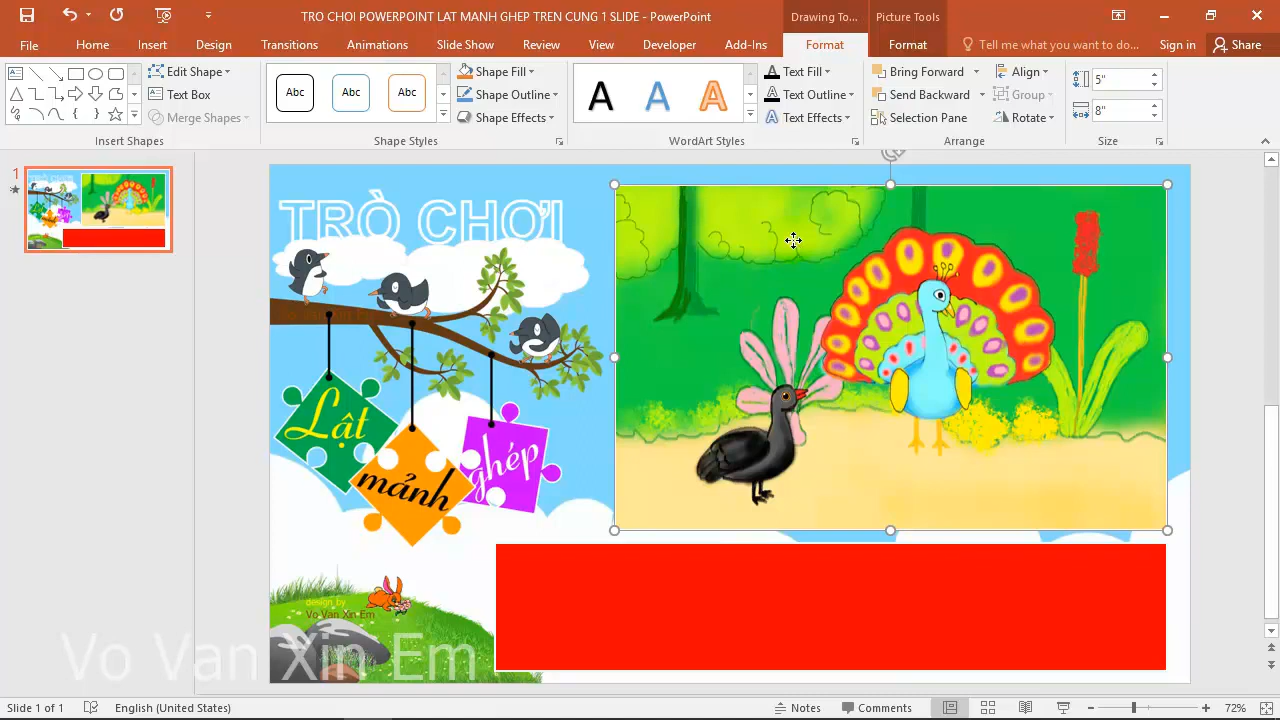 TRO CHOI POWERPOINT LAT MANH GHEP TREN CUNG 1 SLIDE - PowerPoint
Drawing To...
Picture Tools
File
Home
Insert
Design
Transitions
Animations
Slide Show
Review
View
Developer
Add-Ins
Format
Format
Tell me what you want to do...
Sign in
Share
Edit Shape
Text Box
Merge Shapes
Insert Shapes
Abc
Abc
Abc
Shape Fill
Shape Outline
Shape Effects
Shape Styles
A
A
A
Text Fill
Text Outline
Text Effects
WordArt Styles
Bring Forward
Send Backward
Selection Pane
Align
Group
Rotate
Arrange
5"
8"
Size
1
TRÒ CHƠI
Vo Van Xin Em
Lật
mảnh
ghép
design by
Vo Van Xin Em
Vo Van Xin Em
Slide 1 of 1
English (United States)
Notes
Comments
72%